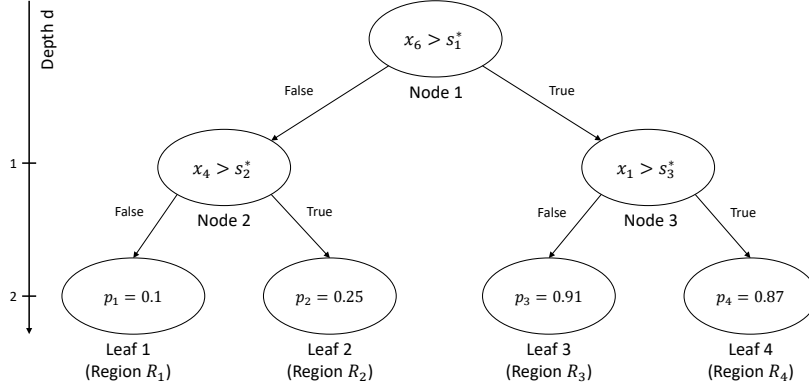 Depth d
x₆ > s₁*
Node 1
False
True
1
x₄ > s₂*
x₁ > s₃*
Node 2
Node 3
False
True
False
True
2
p₁ = 0.1
p₂ = 0.25
p₃ = 0.91
p₄ = 0.87
Leaf 1
(Region R₁)
Leaf 2
(Region R₂)
Leaf 3
(Region R₃)
Leaf 4
(Region R₄)